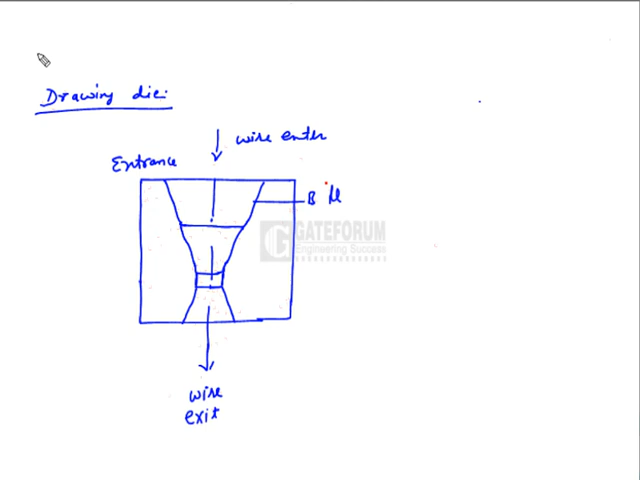 Drawing die:
wire enter
Entrance
GATEFORUM
Engineering Success
wire
exit